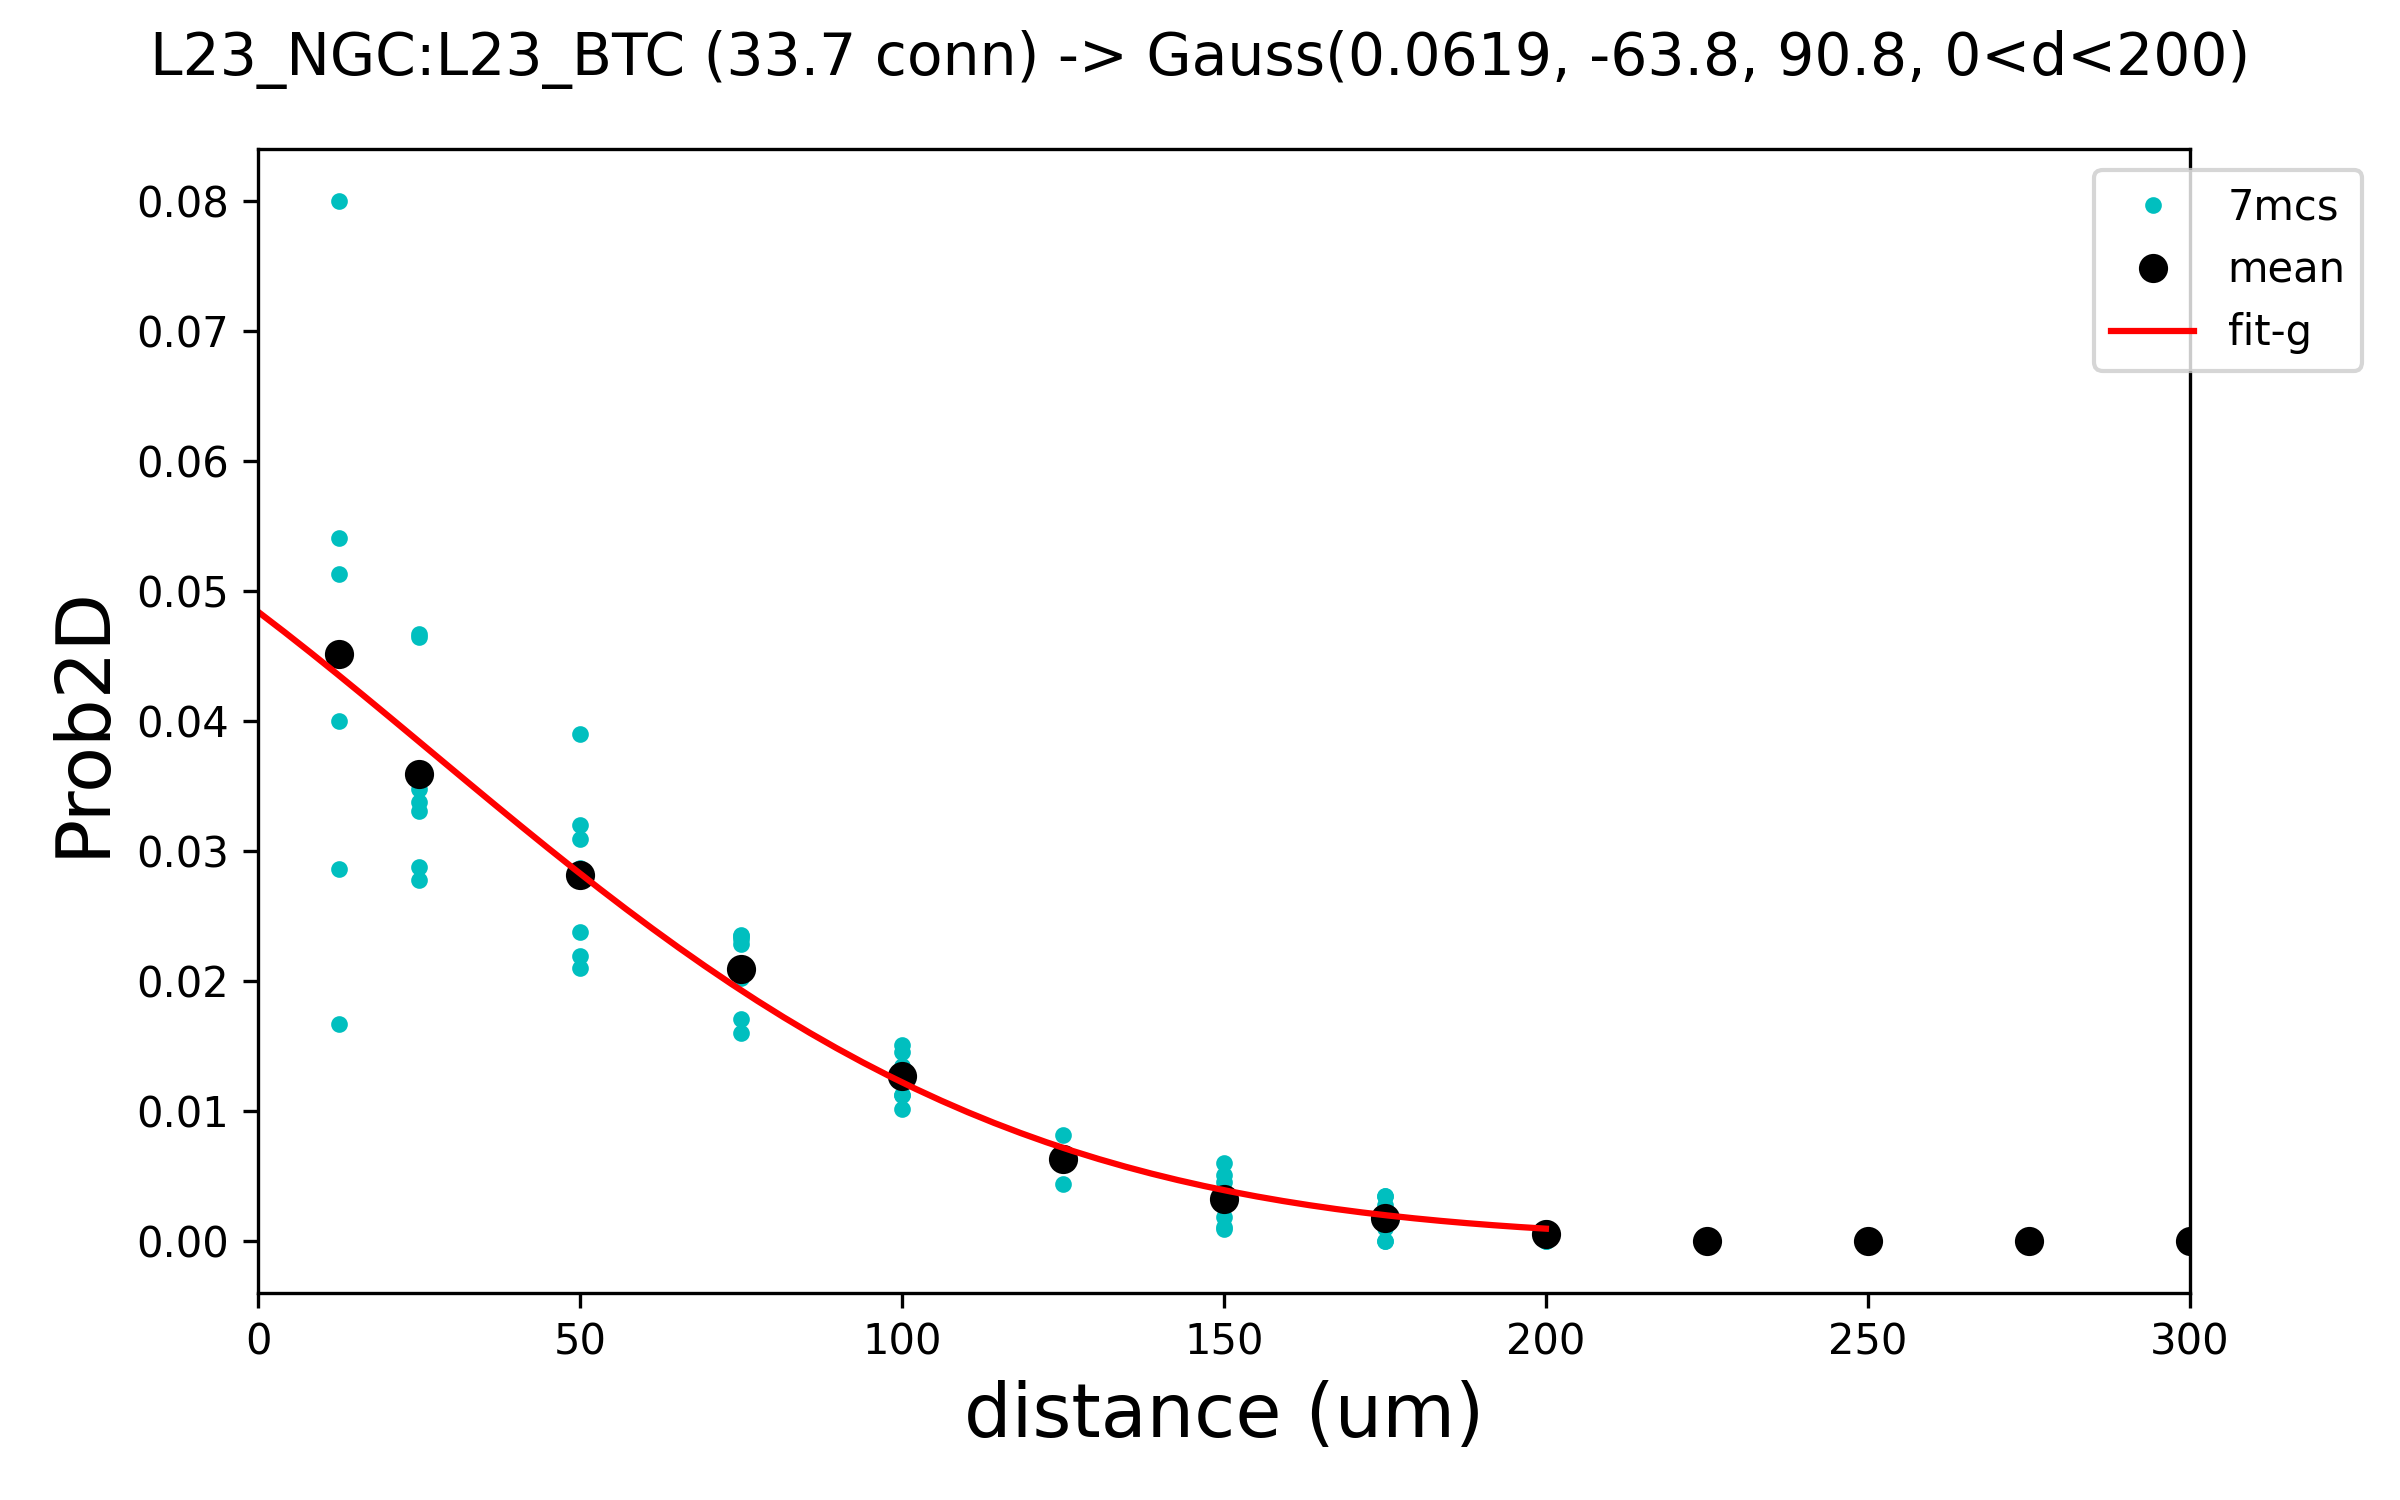 L23_NGC:L23_BTC (33.7 conn) -> Gauss(0.0619, -63.8, 90.8, 0<d<200)
7mcs
mean
fit-g
Prob2D
0.08
0.07
0.06
0.05
0.04
0.03
0.02
0.01
0.00
0 50 100 150 200 250 300
distance (um)